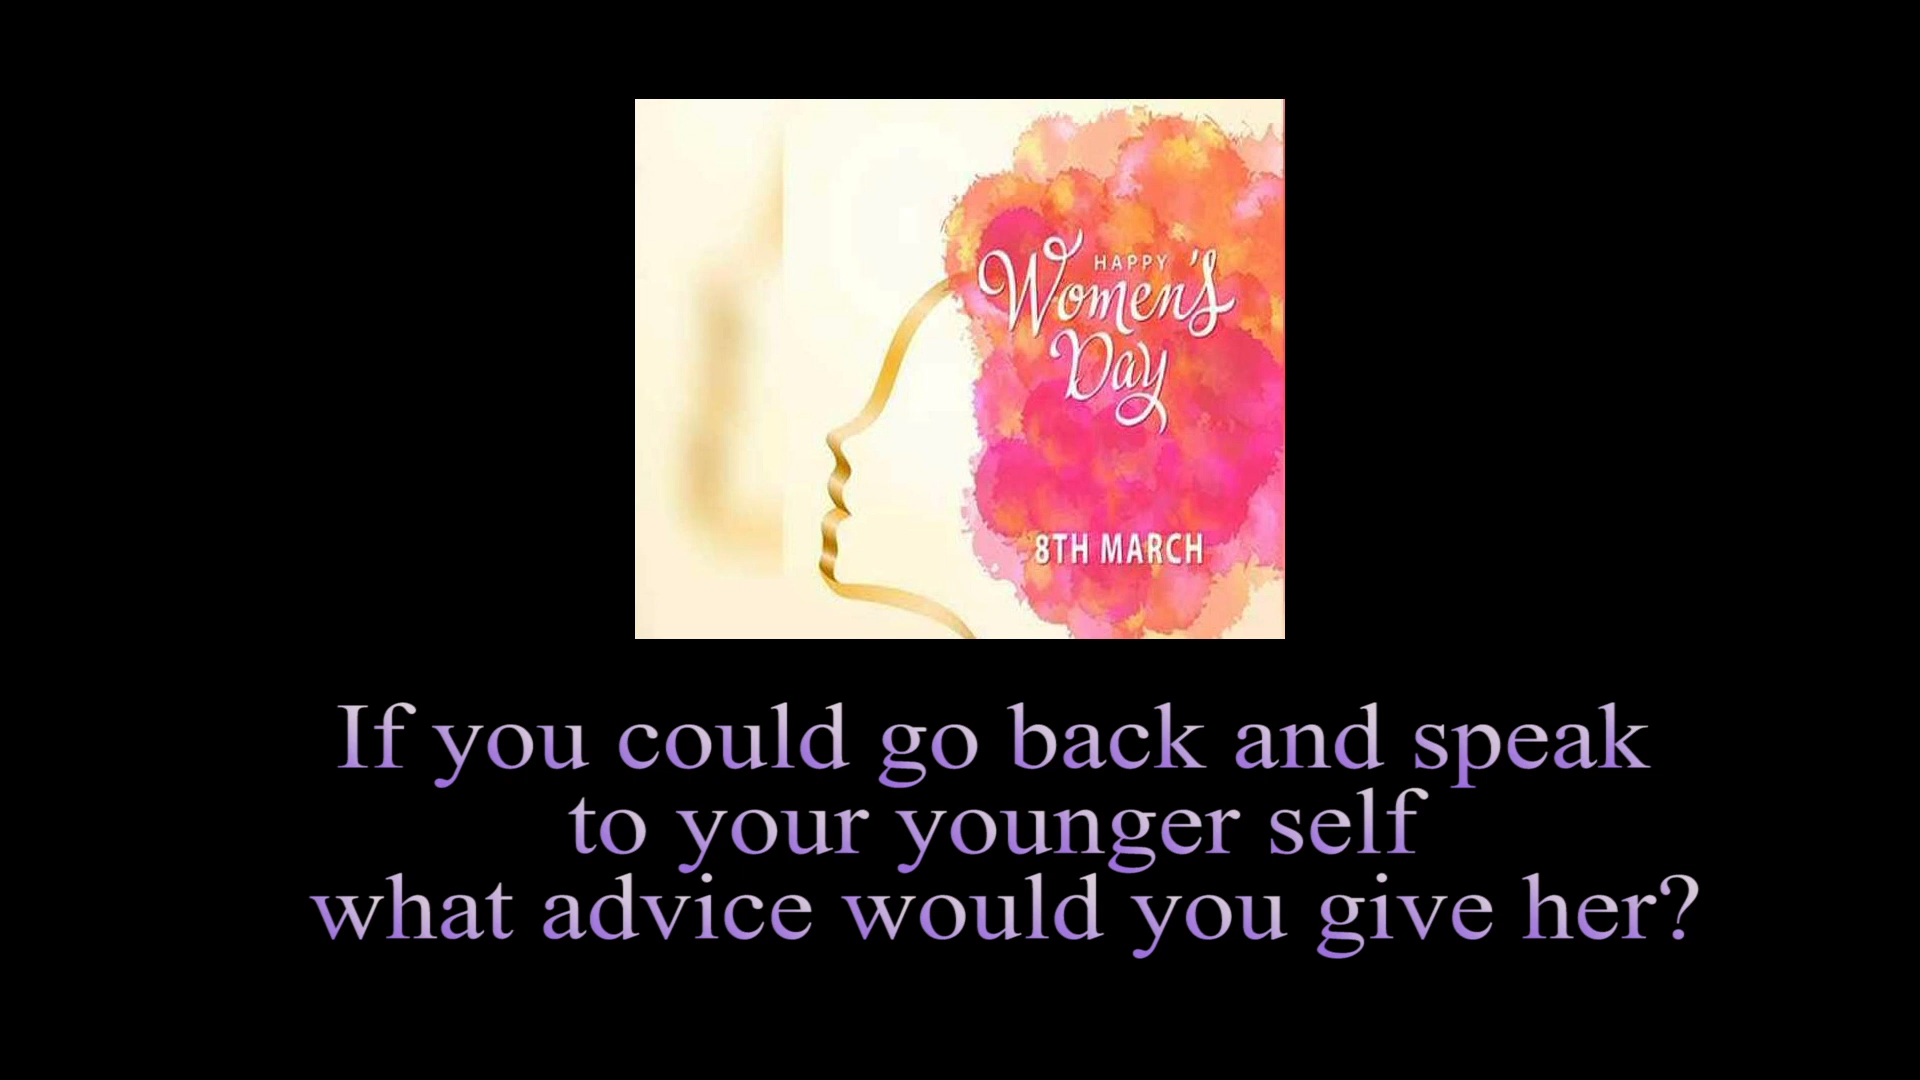 HAPPY
Women's
Day
8TH MARCH
If you could go back and speak
to your younger self
what advice would you give her?